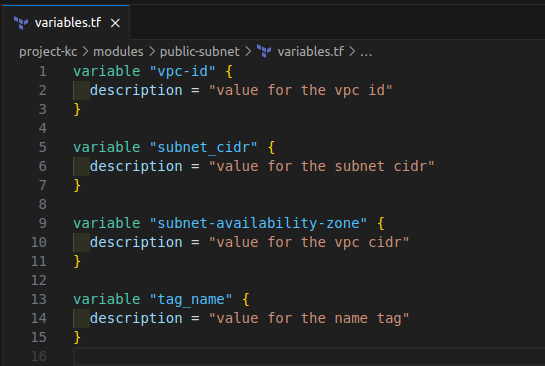 variables.tf ×
project-kc > modules > public-subnet > variables.tf > ...
1 variable "vpc-id" {
2   description = "value for the vpc id"
3 }
4
5 variable "subnet_cidr" {
6   description = "value for the subnet cidr"
7 }
8
9 variable "subnet-availability-zone" {
10   description = "value for the vpc cidr"
11 }
12
13 variable "tag_name" {
14   description = "value for the name tag"
15 }
16